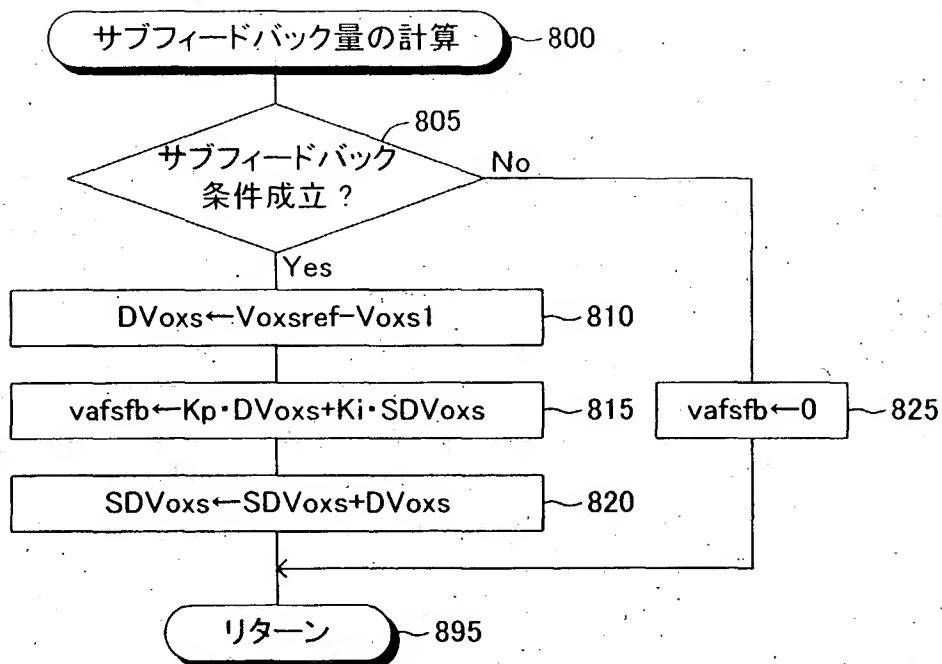 サブフィードバック量の計算
800
805
サブフィードバック
条件成立？
No
Yes
DVoxs←Voxsref-Voxs1
810
vafsfb←Kp･DVoxs+Ki･SDVoxs
815
vafsfb←0
825
SDVoxs←SDVoxs+DVoxs
820
リターン
895